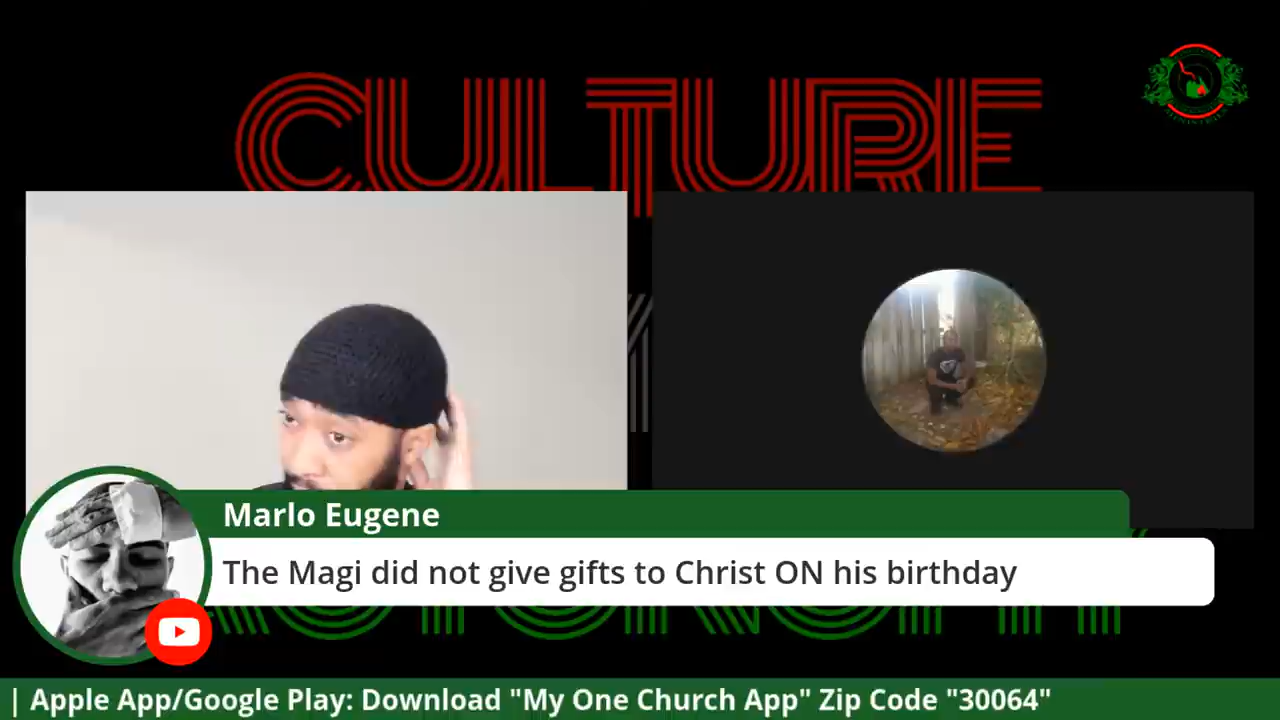 CULTURE
Marlo Eugene
The Magi did not give gifts to Christ ON his birthday
| Apple App/Google Play: Download "My One Church App" Zip Code "30064"